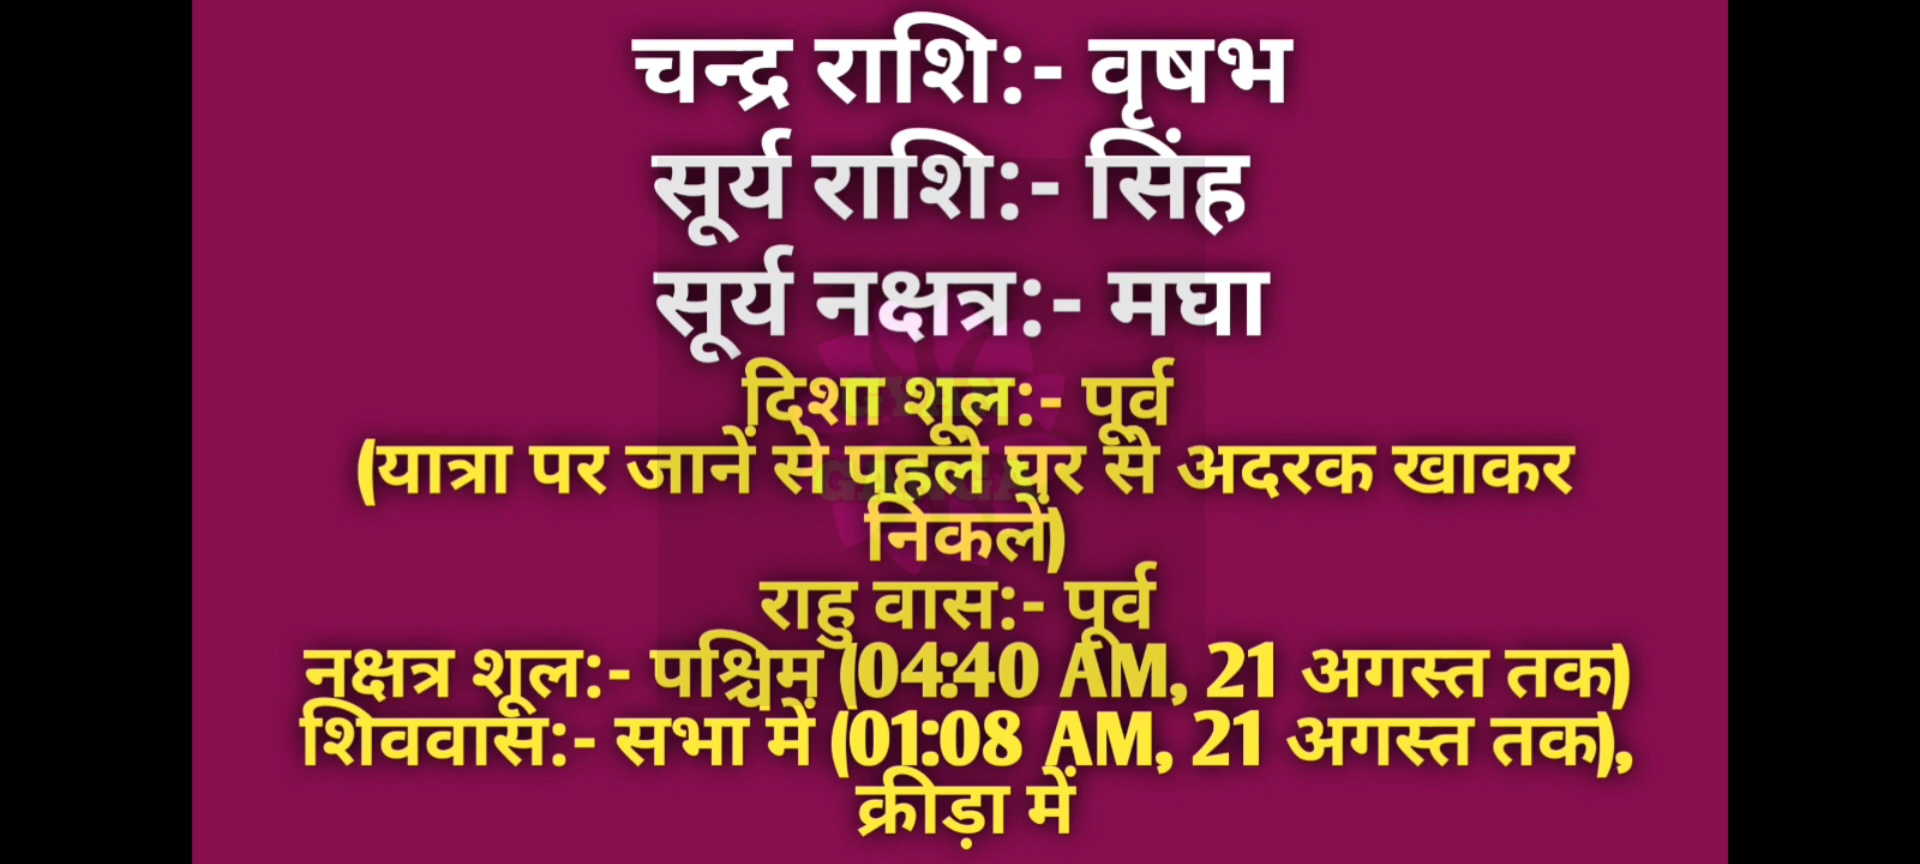 चन्द्र राशि:- वृषभ
सूर्य राशि:- सिंह
सूर्य नक्षत्र:- मघा
दिशा शूल:- पूर्व
(यात्रा पर जानें से पहले घर से अदरक खाकर
निकलें)
राहु वास:- पूर्व
नक्षत्र शूल:- पश्चिम (04:40 AM, 21 अगस्त तक)
शिववास:- सभा में (01:08 AM, 21 अगस्त तक),
क्रीड़ा में